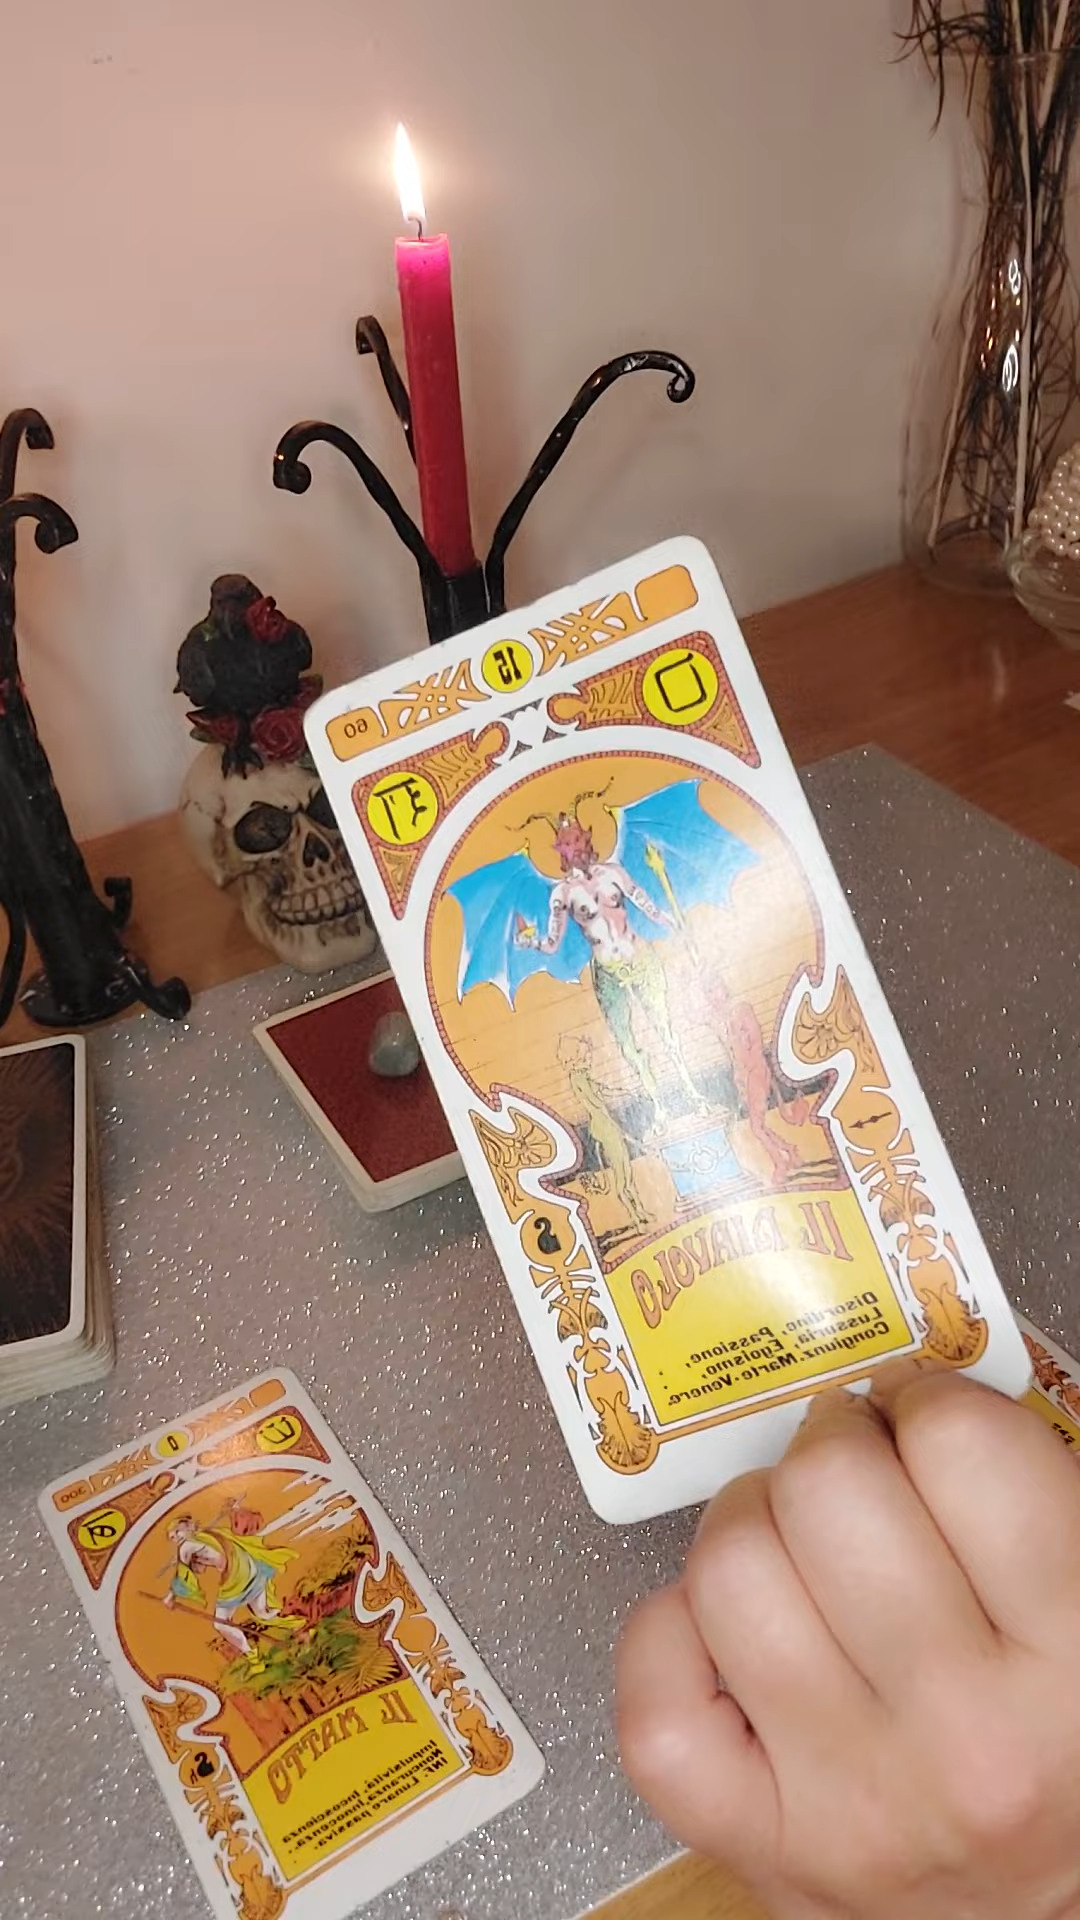 60
15
ס
IL DIAVOLO
Disordine, Passione,
Lussuria, Egoismo,
Congiunz. Marte-Venere.
300
0
ש
IL MATTO
Impulsività, Incoscienza
Noncuranza, Innocenza.
INF. Lunare passiva.